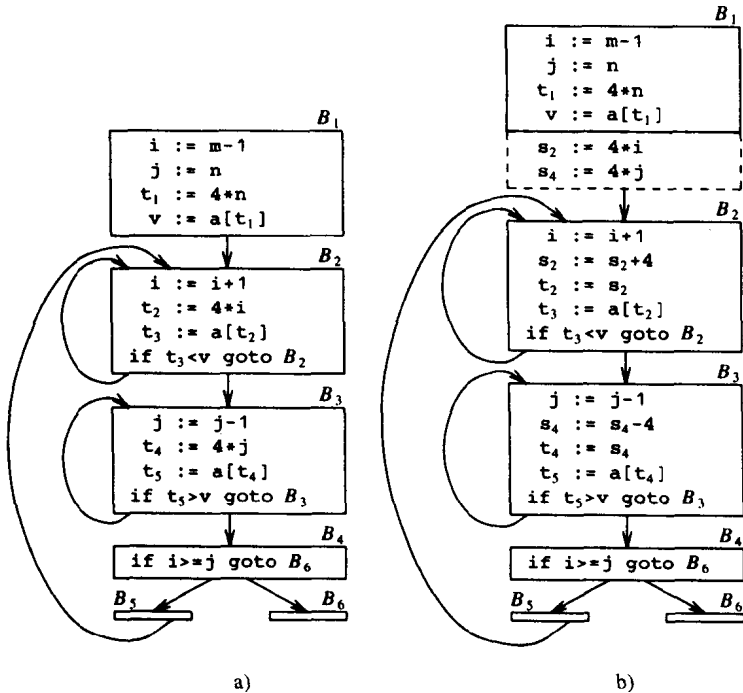 B₁
i := m-1
j := n
t₁ := 4*n
v := a[t₁]
B₂
i := i+1
t₂ := 4*i
t₃ := a[t₂]
if t₃<v goto B₂
B₃
j := j-1
t₄ := 4*j
t₅ := a[t₄]
if t₅>v goto B₃
B₄
if i>=j goto B₆
B₅
B₆
a)
B₁
i := m-1
j := n
t₁ := 4*n
v := a[t₁]
s₂ := 4*i
s₄ := 4*j
B₂
i := i+1
s₂ := s₂+4
t₂ := s₂
t₃ := a[t₂]
if t₃<v goto B₂
B₃
j := j-1
s₄ := s₄-4
t₄ := s₄
t₅ := a[t₄]
if t₅>v goto B₃
B₄
if i>=j goto B₆
B₅
B₆
b)